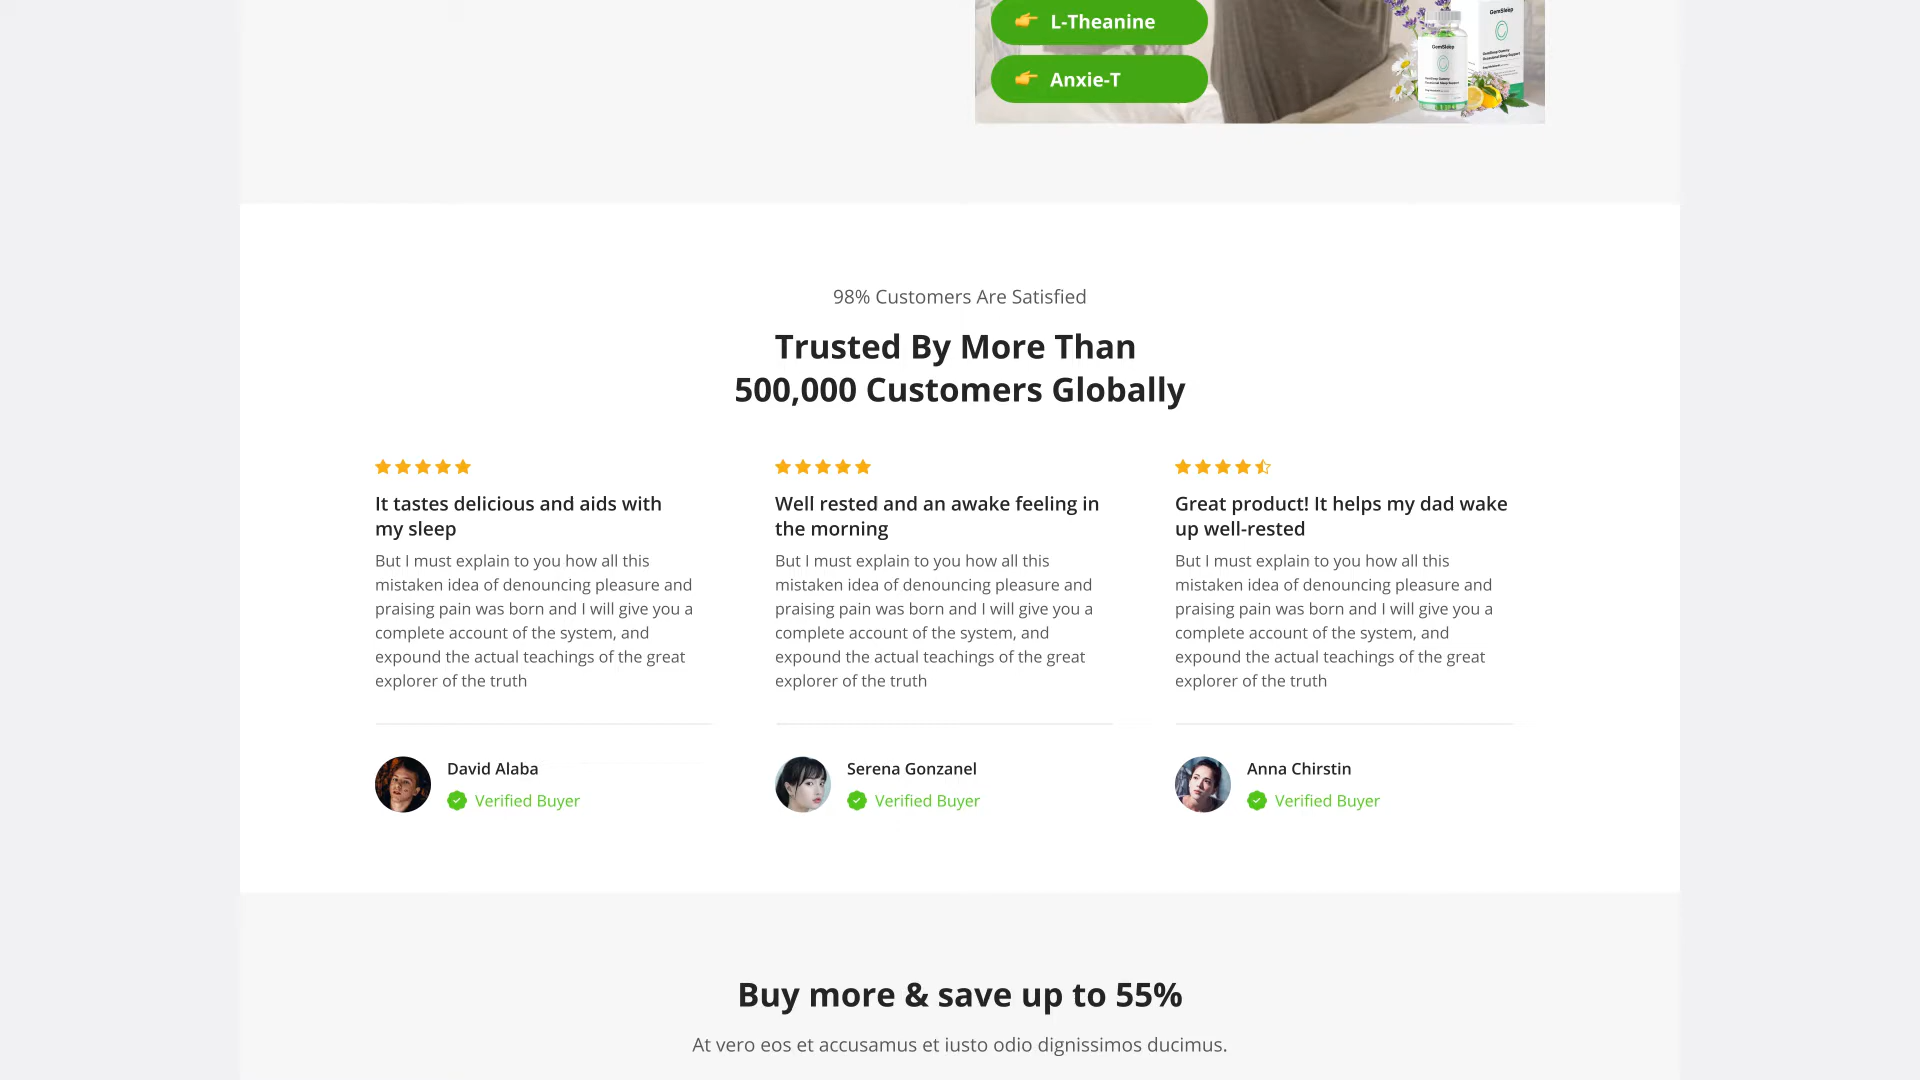 L-Theanine
Anxie-T
GemSleep
GemSleep
98% Customers Are Satisfied
Trusted By More Than
500,000 Customers Globally
It tastes delicious and aids with
my sleep
But I must explain to you how all this
mistaken idea of denouncing pleasure and
praising pain was born and I will give you a
complete account of the system, and
expound the actual teachings of the great
explorer of the truth
David Alaba
Verified Buyer
Well rested and an awake feeling in
the morning
But I must explain to you how all this
mistaken idea of denouncing pleasure and
praising pain was born and I will give you a
complete account of the system, and
expound the actual teachings of the great
explorer of the truth
Serena Gonzanel
Verified Buyer
Great product! It helps my dad wake
up well-rested
But I must explain to you how all this
mistaken idea of denouncing pleasure and
praising pain was born and I will give you a
complete account of the system, and
expound the actual teachings of the great
explorer of the truth
Anna Chirstin
Verified Buyer
Buy more & save up to 55%
At vero eos et accusamus et iusto odio dignissimos ducimus.